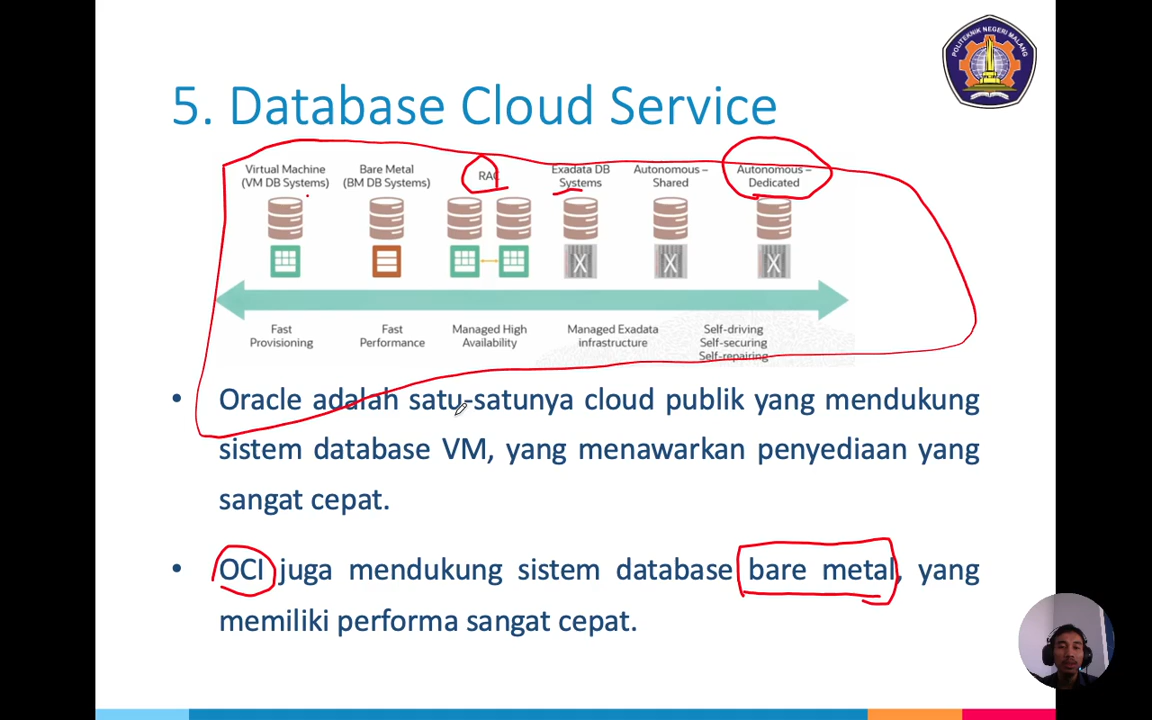 POLITEKNIK NEGERI MALANG
5. Database Cloud Service
Virtual Machine
(VM DB Systems)
Bare Metal
(BM DB Systems)
RAC
Exadata DB
Systems
Autonomous –
Shared
Autonomous –
Dedicated
Fast
Provisioning
Fast
Performance
Managed High
Availability
Managed Exadata
infrastructure
Self-driving
Self-securing
Self-repairing
• Oracle adalah satu-satunya cloud publik yang mendukung
sistem database VM, yang menawarkan penyediaan yang
sangat cepat.
• OCI juga mendukung sistem database bare metal, yang
memiliki performa sangat cepat.